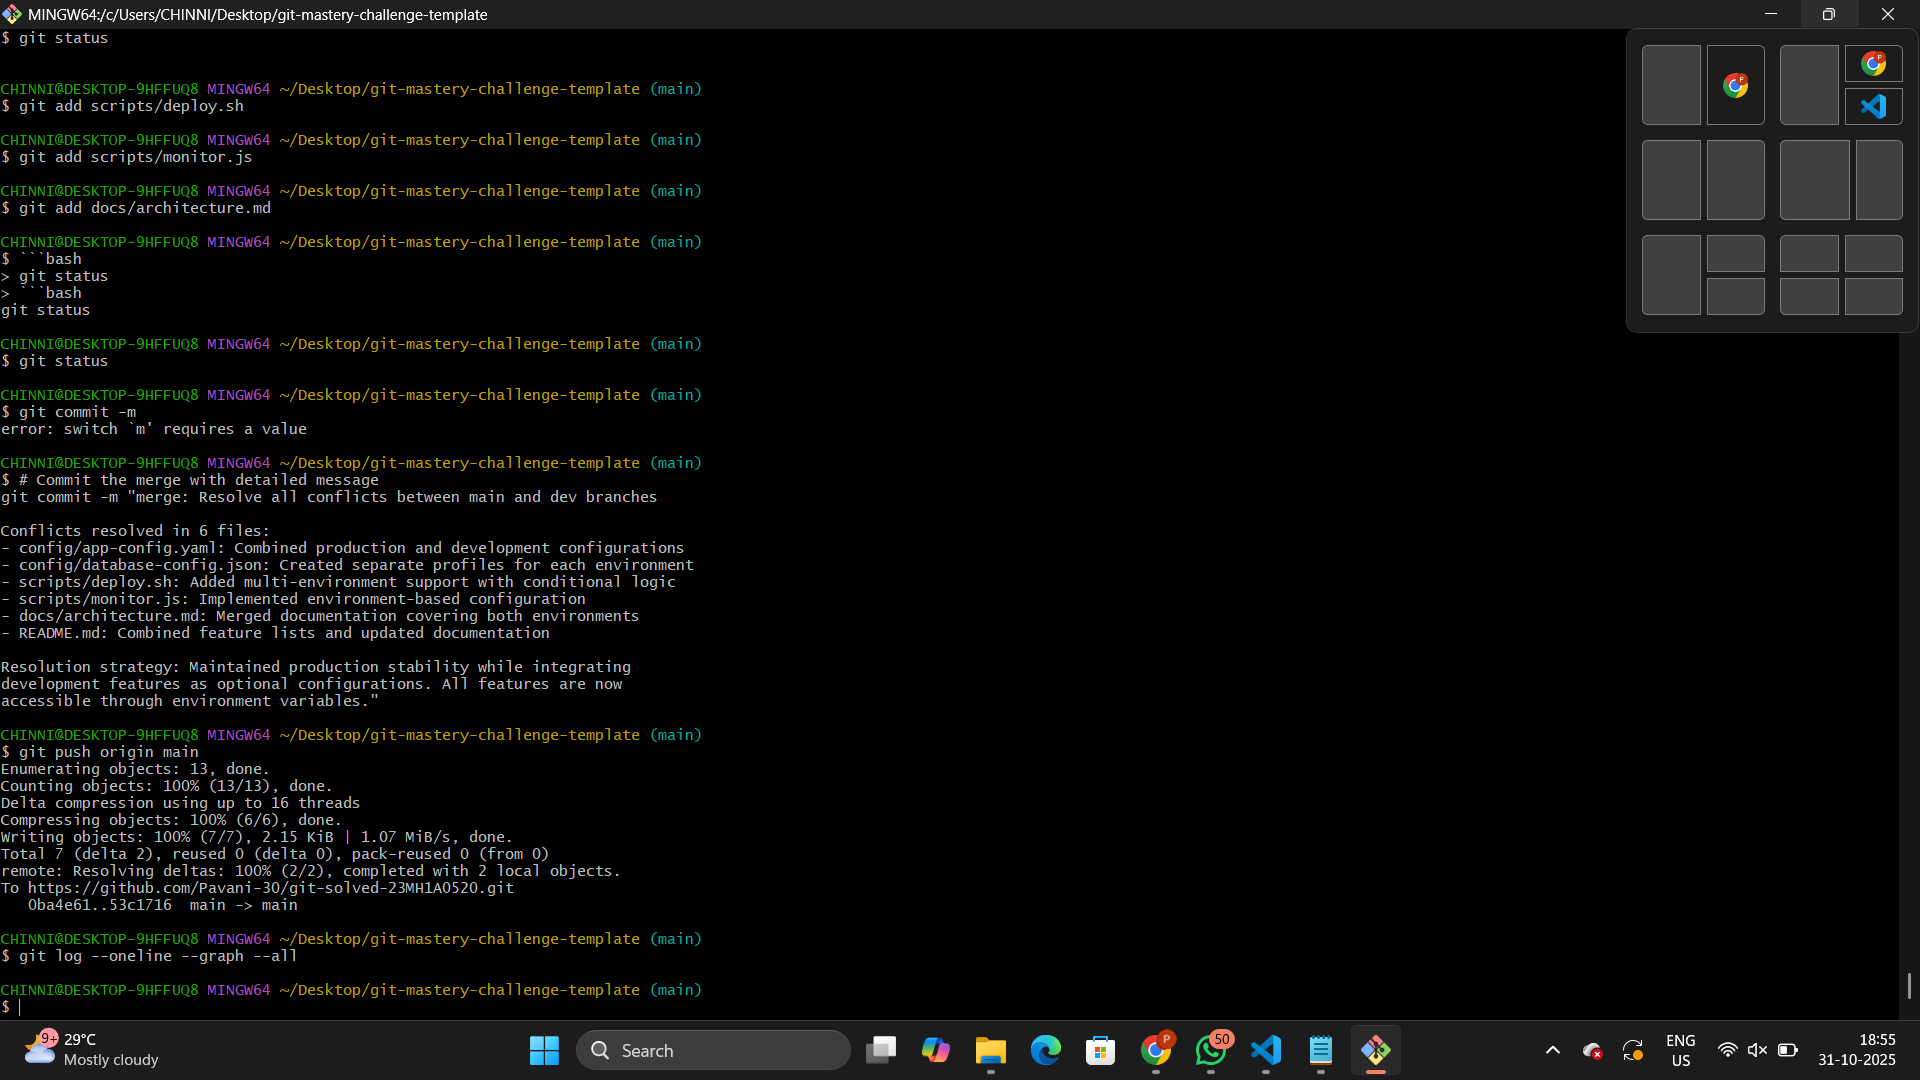 MINGW64:/c/Users/CHINNI/Desktop/git-mastery-challenge-template
$ git status
CHINNI@DESKTOP-9HFFUQ8 MINGW64 ~/Desktop/git-mastery-challenge-template (main)
$ git add scripts/deploy.sh
CHINNI@DESKTOP-9HFFUQ8 MINGW64 ~/Desktop/git-mastery-challenge-template (main)
$ git add scripts/monitor.js
CHINNI@DESKTOP-9HFFUQ8 MINGW64 ~/Desktop/git-mastery-challenge-template (main)
$ git add docs/architecture.md
CHINNI@DESKTOP-9HFFUQ8 MINGW64 ~/Desktop/git-mastery-challenge-template (main)
$ ```bash
> git status
> ```bash
git status
CHINNI@DESKTOP-9HFFUQ8 MINGW64 ~/Desktop/git-mastery-challenge-template (main)
$ git status
CHINNI@DESKTOP-9HFFUQ8 MINGW64 ~/Desktop/git-mastery-challenge-template (main)
$ git commit -m
error: switch `m' requires a value
CHINNI@DESKTOP-9HFFUQ8 MINGW64 ~/Desktop/git-mastery-challenge-template (main)
$ # Commit the merge with detailed message
git commit -m "merge: Resolve all conflicts between main and dev branches
Conflicts resolved in 6 files:
- config/app-config.yaml: Combined production and development configurations
- config/database-config.json: Created separate profiles for each environment
- scripts/deploy.sh: Added multi-environment support with conditional logic
- scripts/monitor.js: Implemented environment-based configuration
- docs/architecture.md: Merged documentation covering both environments
- README.md: Combined feature lists and updated documentation
Resolution strategy: Maintained production stability while integrating
development features as optional configurations. All features are now
accessible through environment variables."
CHINNI@DESKTOP-9HFFUQ8 MINGW64 ~/Desktop/git-mastery-challenge-template (main)
$ git push origin main
Enumerating objects: 13, done.
Counting objects: 100% (13/13), done.
Delta compression using up to 16 threads
Compressing objects: 100% (6/6), done.
Writing objects: 100% (7/7), 2.15 KiB | 1.07 MiB/s, done.
Total 7 (delta 2), reused 0 (delta 0), pack-reused 0 (from 0)
remote: Resolving deltas: 100% (2/2), completed with 2 local objects.
To https://github.com/Pavani-30/git-solved-23MH1A0520.git
   0ba4e61..53c1716  main -> main
CHINNI@DESKTOP-9HFFUQ8 MINGW64 ~/Desktop/git-mastery-challenge-template (main)
$ git log --oneline --graph --all
CHINNI@DESKTOP-9HFFUQ8 MINGW64 ~/Desktop/git-mastery-challenge-template (main)
$
9+ 29°C
Mostly cloudy
Search
P
50
ENG
US
18:55
31-10-2025